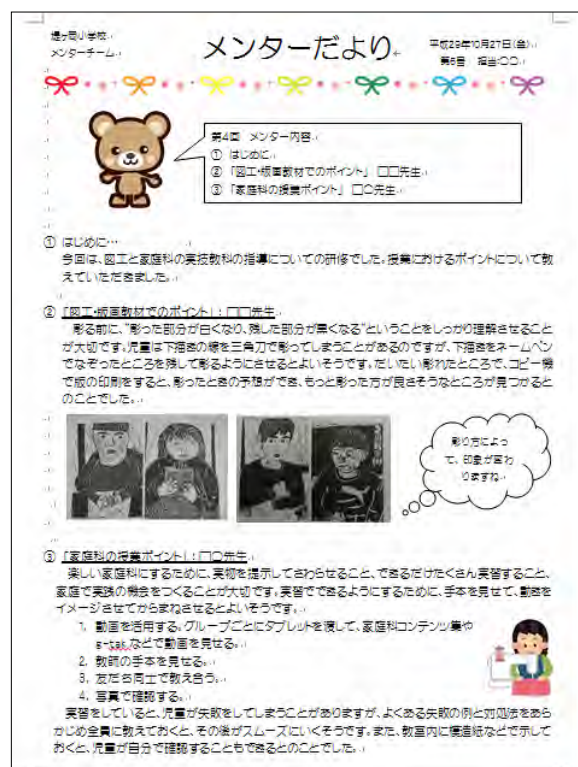 堤ヶ岡小学校
メンターチーム
メンターだより
平成29年10月27日(金)
第6号 担当:○○
第4回 メンター内容
① はじめに
② 「図工・版画教材でのポイント」 □□先生
③ 「家庭科の授業ポイント」 □○先生
① はじめに…
今回は、図工と家庭科の実技教科の指導についての研修でした。授業におけるポイントについて教
えていただきました。
② 「図工・版画教材でのポイント」:□□先生
彫る前に、“彫った部分が白くなり、残した部分が黒くなる”ということをしっかり理解させること
が大切です。児童は下描きの線を三角刀で彫ってしまうことがあるのですが、下描きをネームペン
でなぞったところを残して彫るようにさせるとよいそうです。だいたい彫れたところで、コピー機
で版の印刷をすると、彫ったときの予想ができ、もっと彫った方が良さそうなところが見つかると
のことでした。
彫り方によっ
て、印象が変わ
りますね
③ 「家庭科の授業ポイント」:□○先生
楽しい家庭科にするために、実物を提示してさわらせること、できるだけたくさん実習すること、
家庭で実践の機会をつくることが大切です。実習でできるようにするために、手本を見せて、動きを
イメージさせてからまねさせるとよいそうです。
1. 動画を活用する。グループごとにタブレットを渡して、家庭科コンテンツ集や
などで動画を見せる。
2. 教師の手本を見せる。
3. 友だち同士で教え合う。
4. 写真で確認する。
実習をしていると、児童が失敗をしてしまうことがありますが、よくある失敗の例と対処法をあら
かじめ全員に教えておくと、その後がスムーズにいくそうです。また、教室内に模造紙などで示して
おくと、児童が自分で確認することもできるとのことでした。